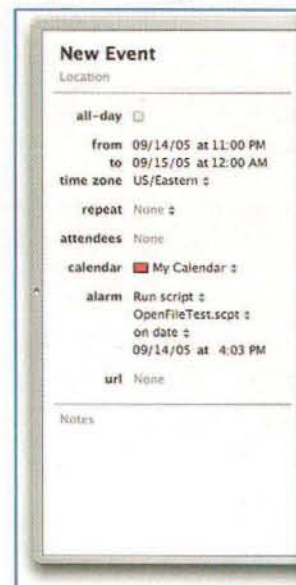 New Event
Location
all-day
from 09/14/05 at 11:00 PM
to 09/15/05 at 12:00 AM
time zone US/Eastern
repeat None
attendees None
calendar My Calendar
alarm Run script
OpenFileTest.scpt
on date
09/14/05 at 4:03 PM
url None
Notes